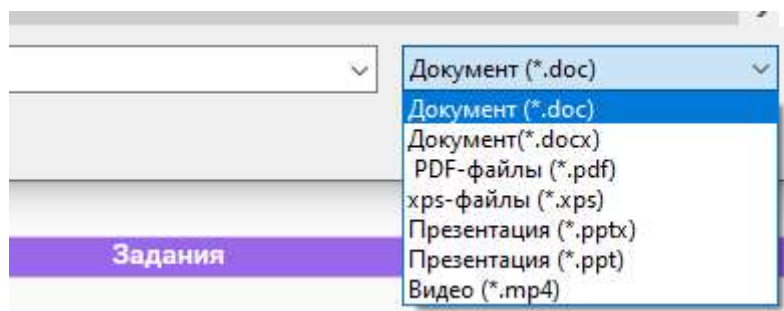 Документ (*.doc)
Документ (*.doc)
Документ(*.docx)
PDF-файлы (*.pdf)
xps-файлы (*.xps)
Презентация (*.pptx)
Задания
Презентация (*.ppt)
Видео (*.mp4)